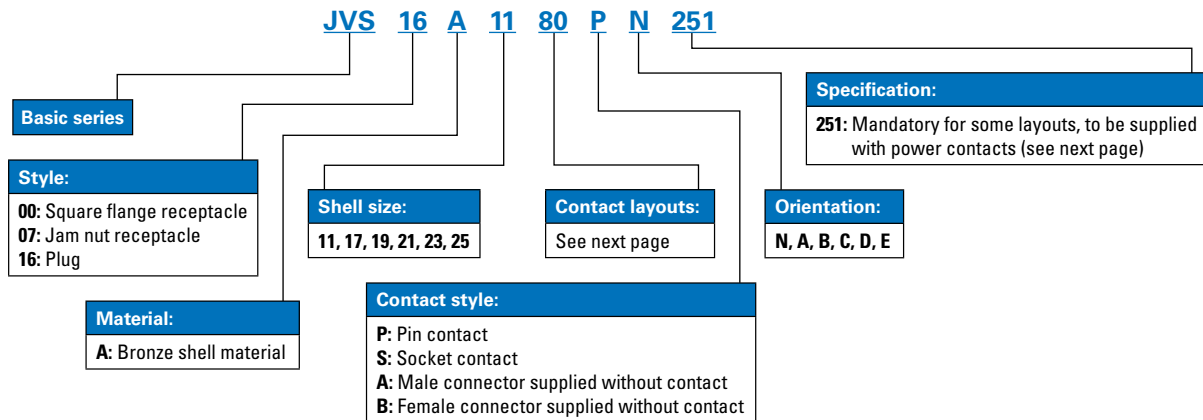 JVS 16 A 11 80 P N 251
Basic series
Style:
00: Square flange receptacle
07: Jam nut receptacle
16: Plug
Material:
A: Bronze shell material
Shell size:
11, 17, 19, 21, 23, 25
Contact layouts:
See next page
Contact style:
P: Pin contact
S: Socket contact
A: Male connector supplied without contact
B: Female connector supplied without contact
Orientation:
N, A, B, C, D, E
Specification:
251: Mandatory for some layouts, to be supplied
with power contacts (see next page)